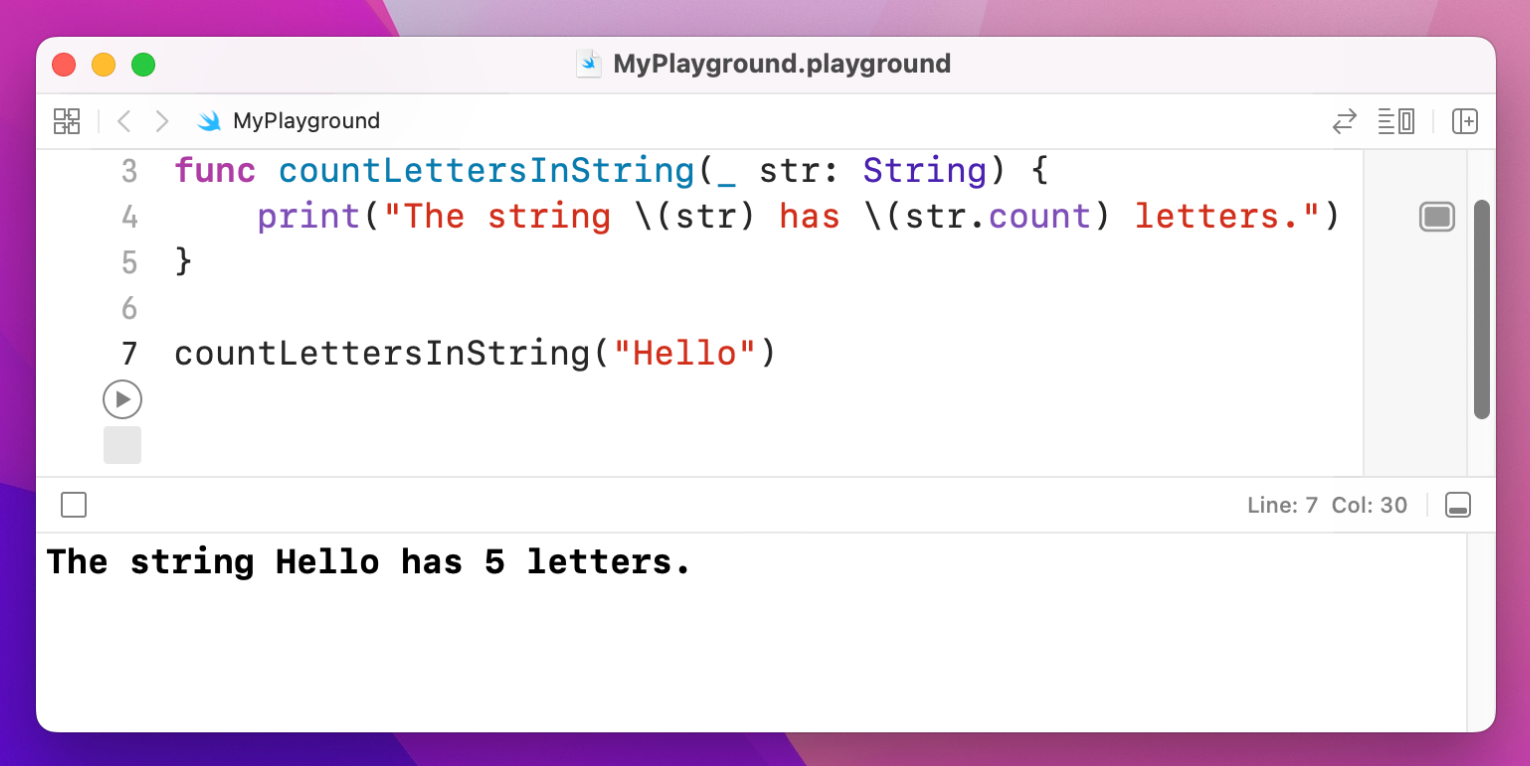 MyPlayground.playground
MyPlayground
3 func countLettersInString(_ str: String) {
4     print("The string \(str) has \(str.count) letters.")
5 }
6
7 countLettersInString("Hello")
Line: 7 Col: 30
The string Hello has 5 letters.